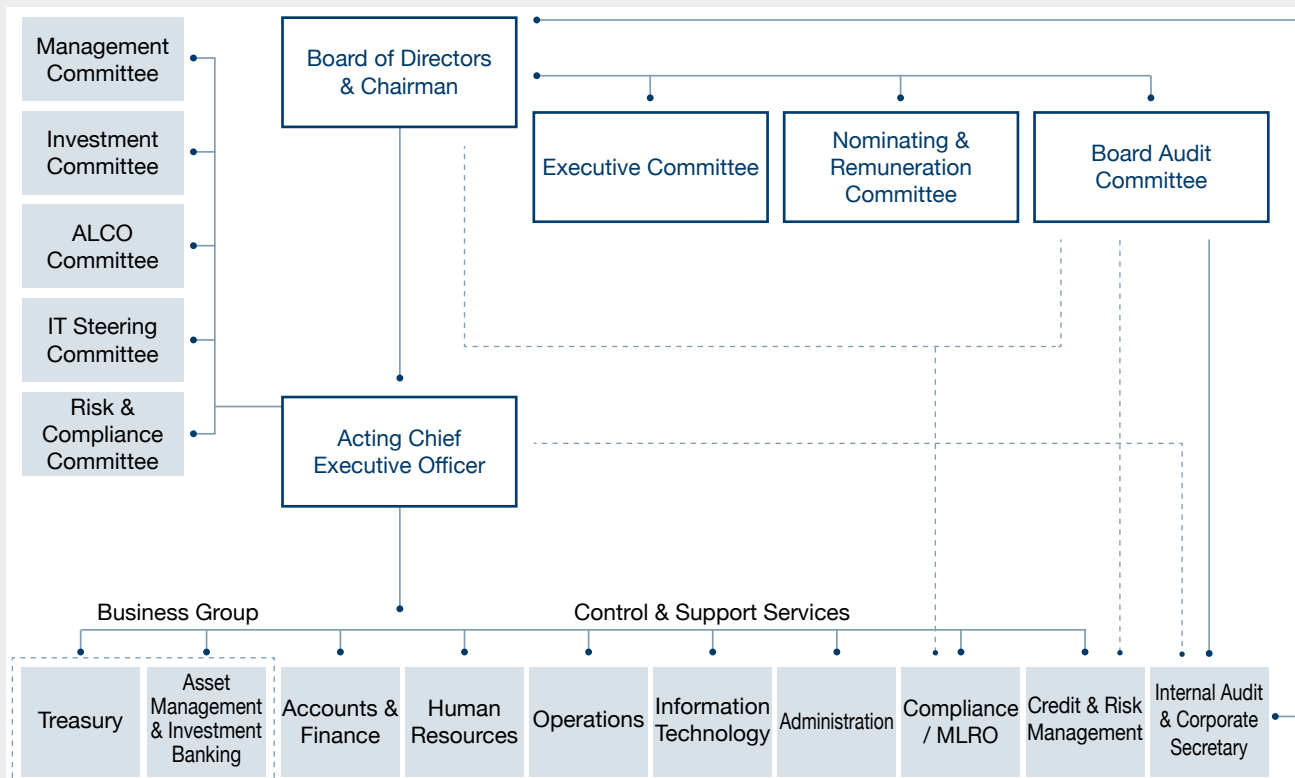 Management
Committee
Investment
Committee
ALCO
Committee
IT Steering
Committee
Risk &
Compliance
Committee
Board of Directors
& Chairman
Executive Committee
Nominating &
Remuneration
Committee
Board Audit
Committee
Acting Chief
Executive Officer
Business Group
Control & Support Services
Treasury
Asset
Management
& Investment
Banking
Accounts &
Finance
Human
Resources
Operations
Information
Technology
Administration
Compliance
/ MLRO
Credit & Risk
Management
Internal Audit
& Corporate
Secretary